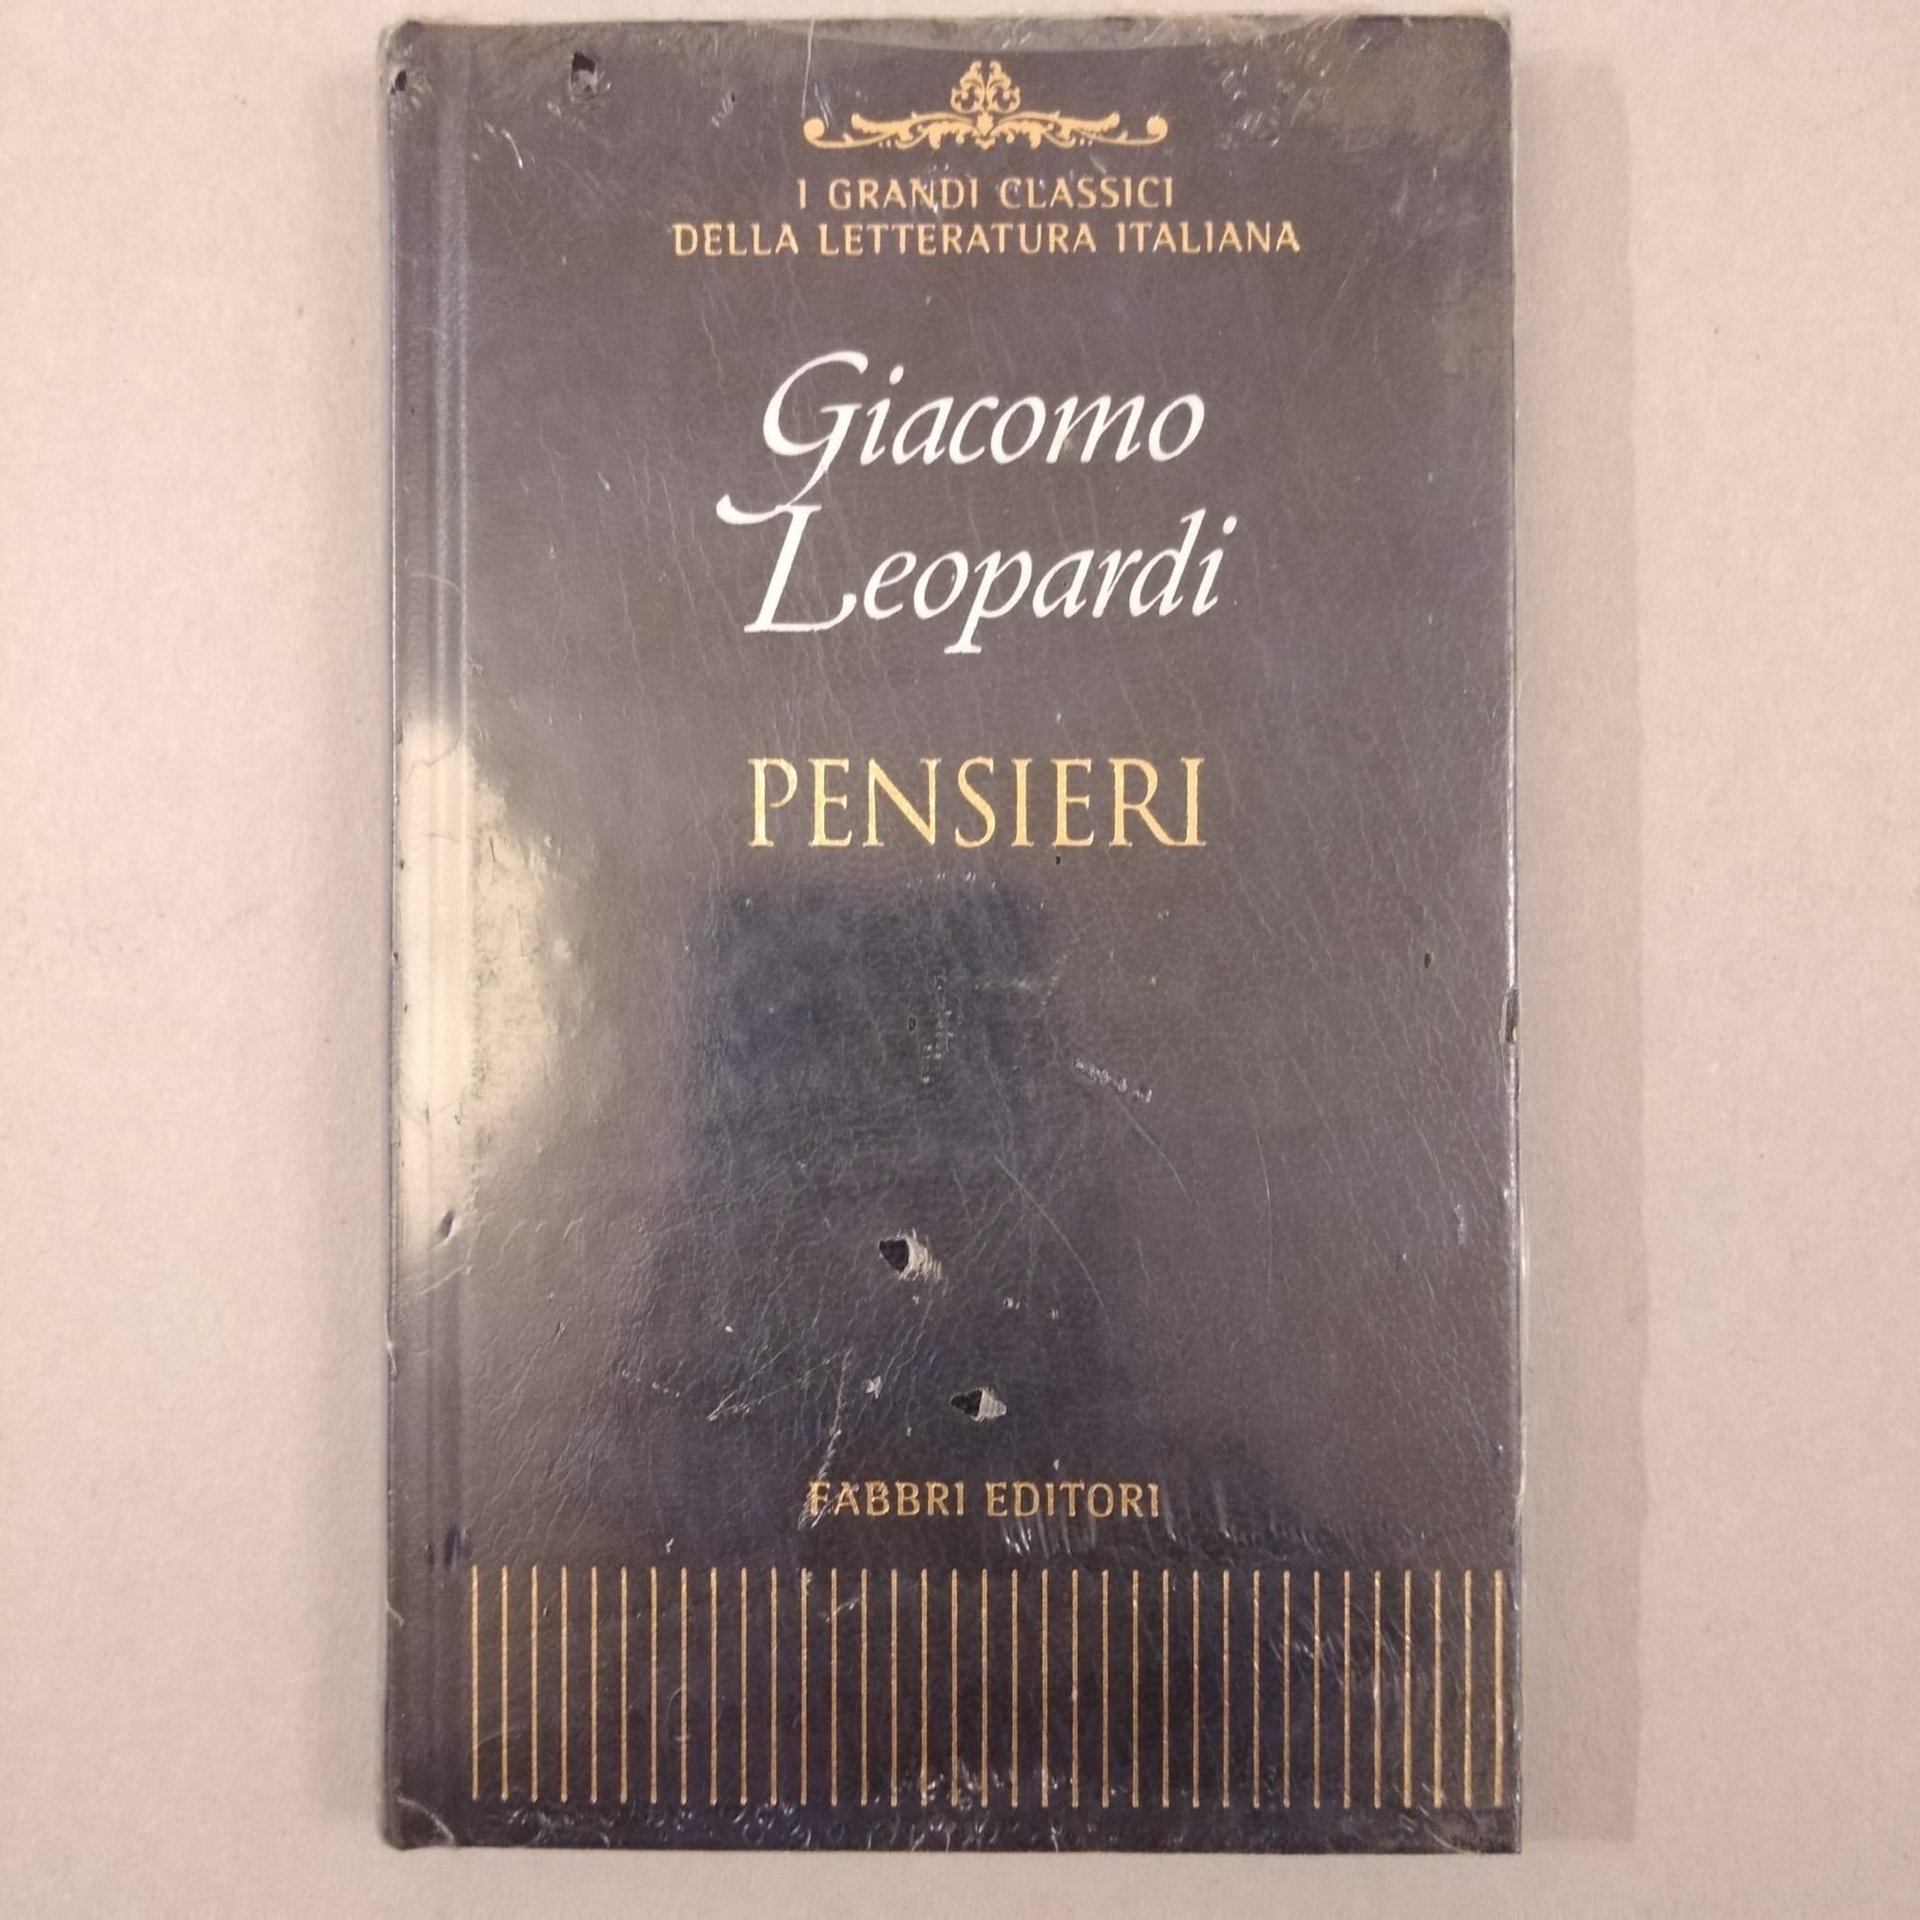 I GRANDI CLASSICI
DELLA LETTERATURA ITALIANA
Giacomo
Leopardi
PENSIERI
FABBRI EDITORI